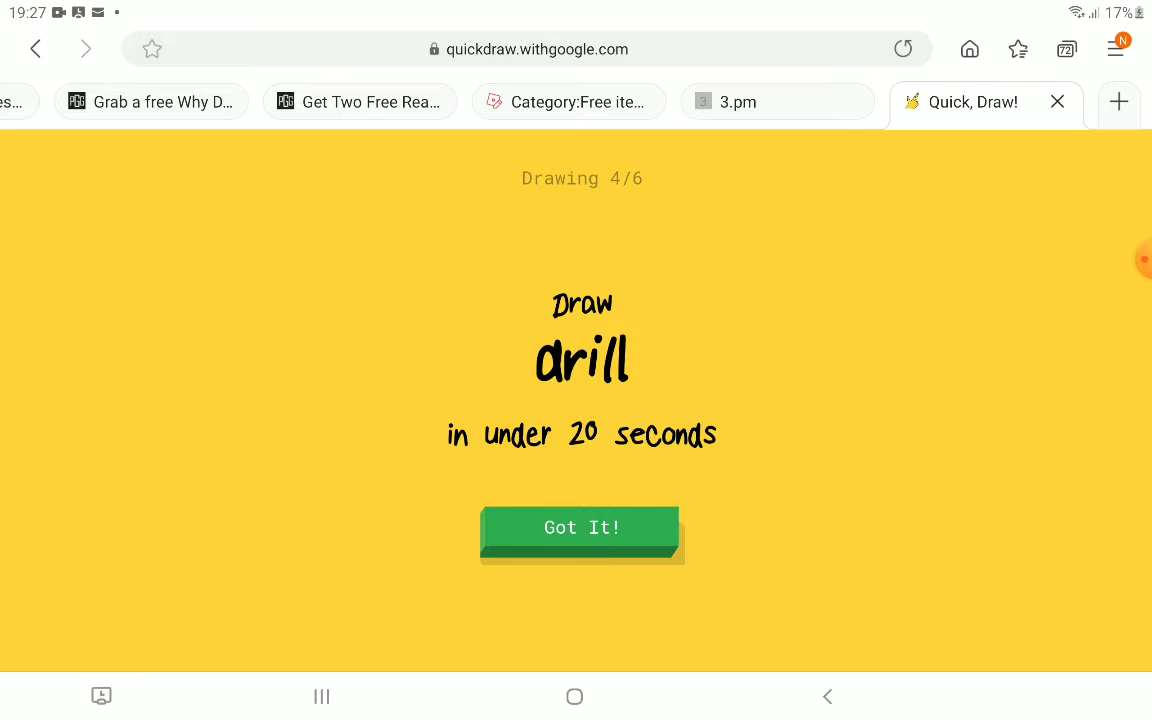 19:27 17%
quickdraw.withgoogle.com 72 N
es... Grab a free Why D... Get Two Free Rea... Category:Free ite... 3 3.pm Quick, Draw!
Drawing 4/6
Draw
drill
in under 20 seconds
Got It!